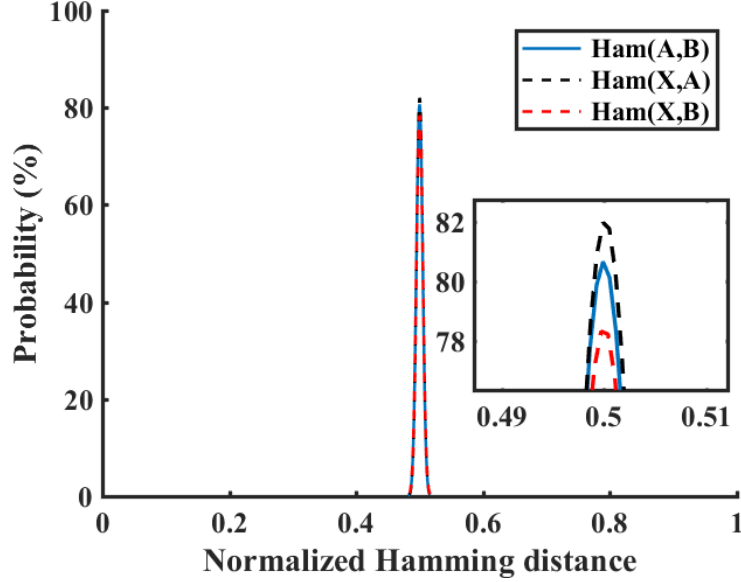 100
80
60
40
20
0
Probability (%)
Ham(A,B)
Ham(X,A)
Ham(X,B)
82
80
78
0.49 0.5 0.51
0 0.2 0.4 0.6 0.8 1
Normalized Hamming distance